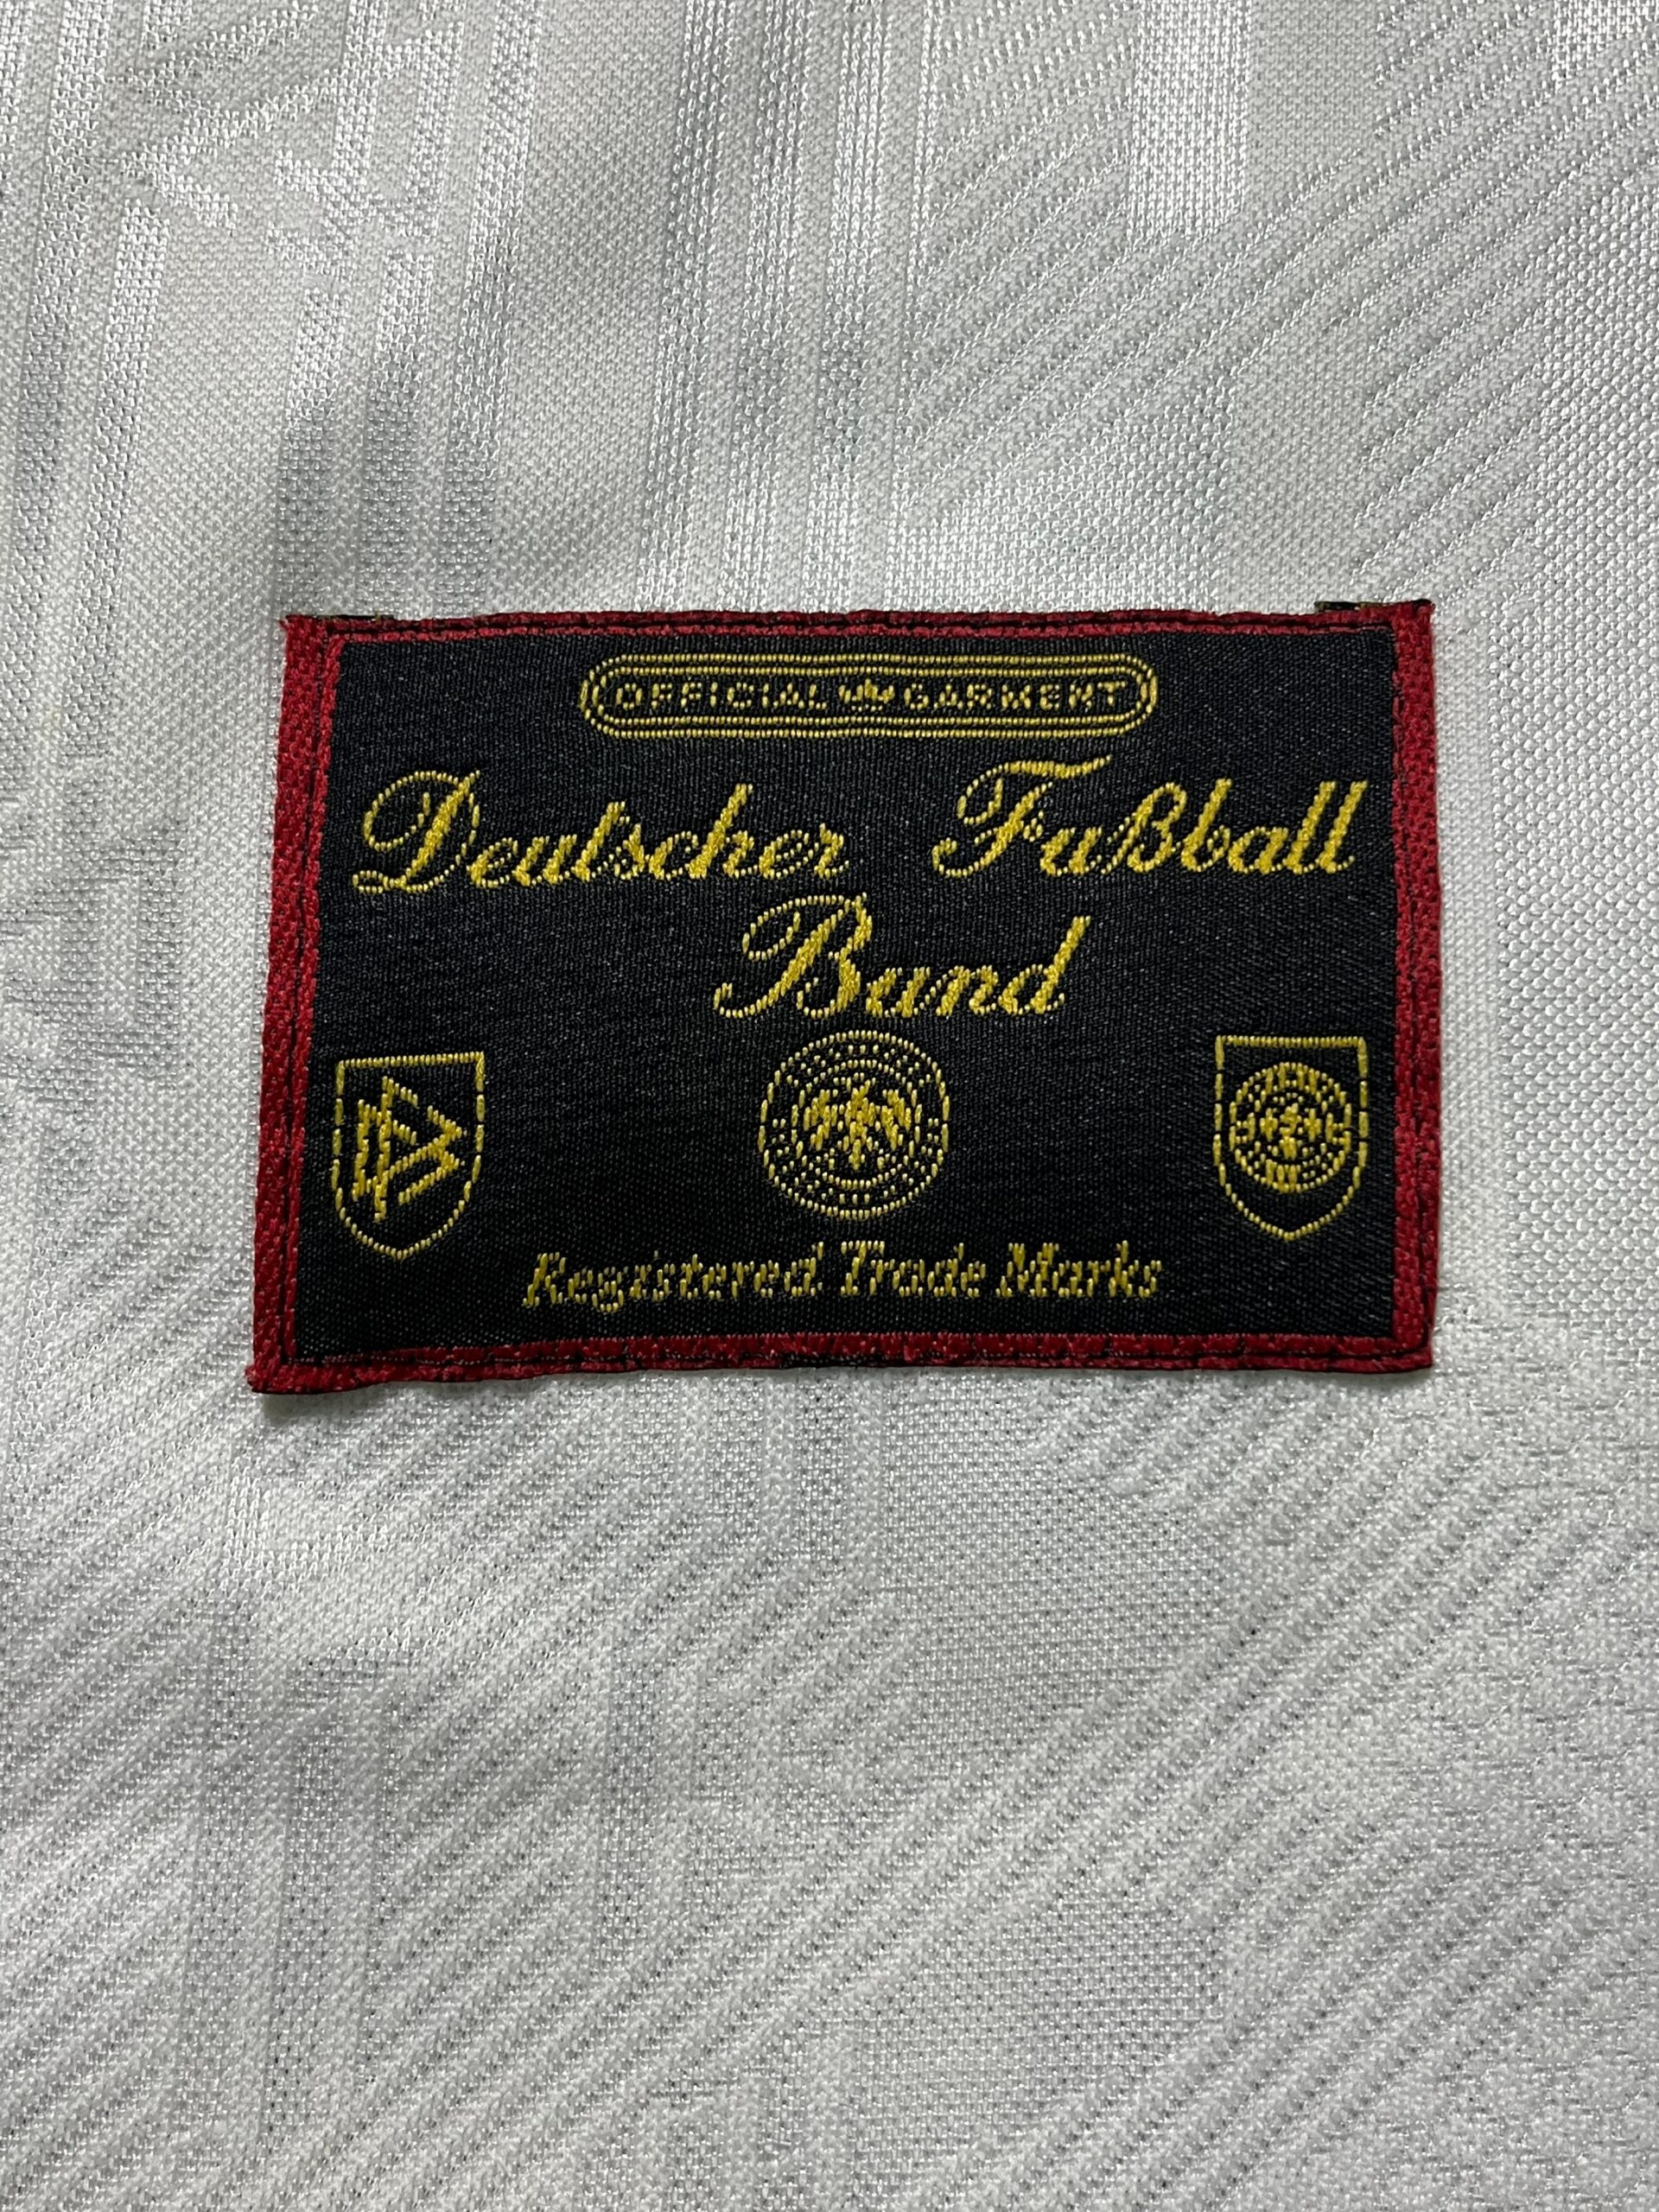 OFFICIAL GARMENT
Deutscher Fußball
Bund
Registered Trade Marks